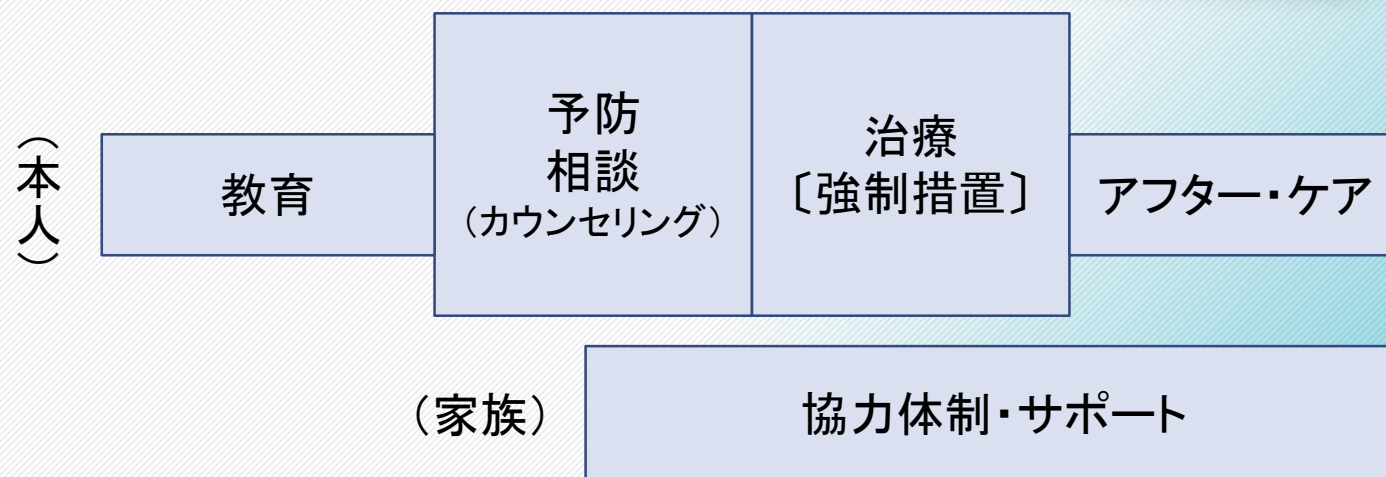 （本人）
教育
予防
相談
（カウンセリング）
治療
〔強制措置〕
アフター・ケア
（家族）
協力体制・サポート